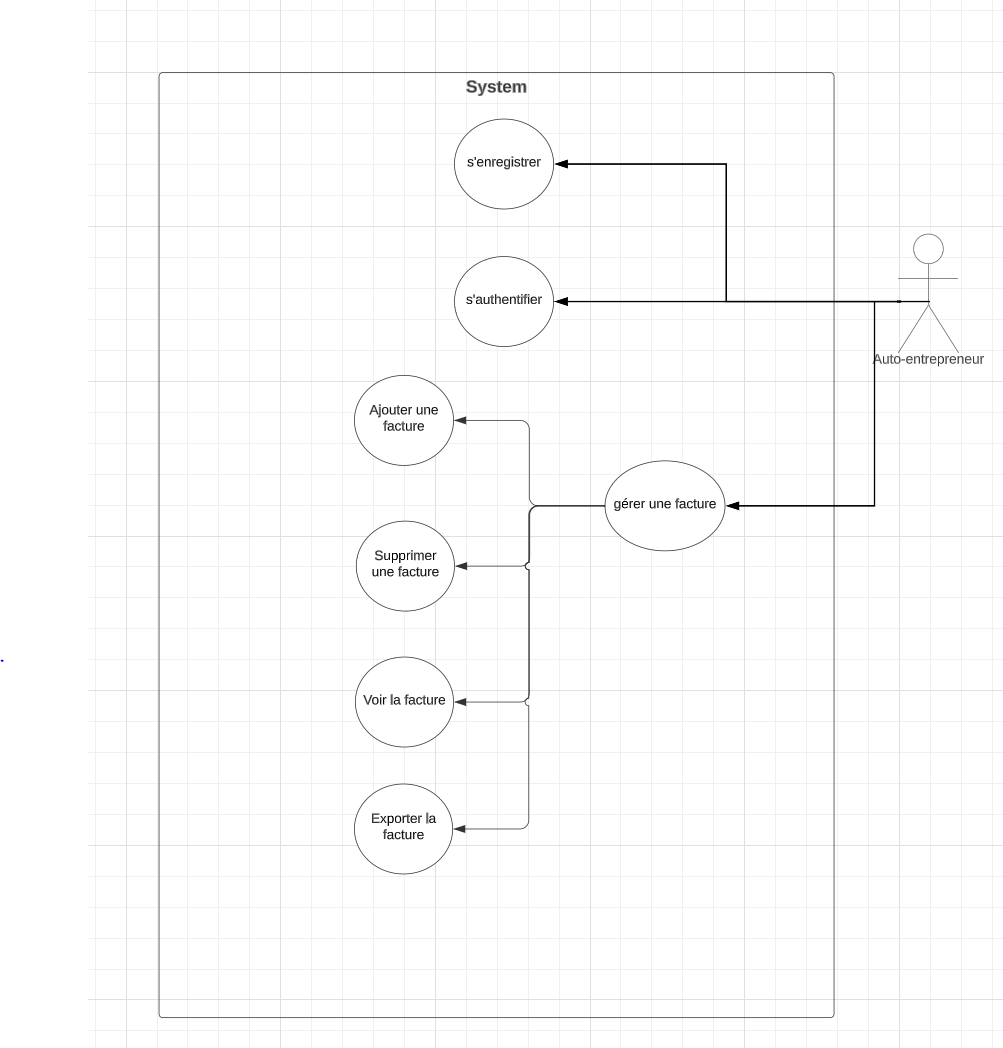 System
s'enregistrer
s'authentifier
Auto-entrepreneur
Ajouter une
facture
gérer une facture
Supprimer
une facture
Voir la facture
Exporter la
facture